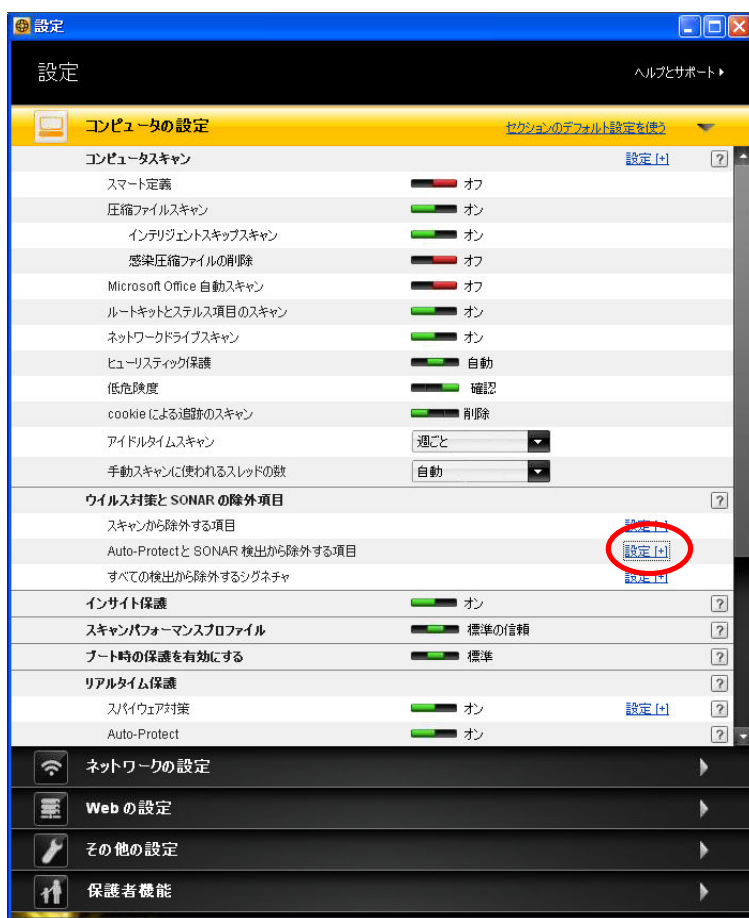 設定
設定
ヘルプとサポート
コンピュータの設定 セクションのデフォルト設定を使う
コンピュータスキャン 設定 [+] ?
スマート定義 オフ
圧縮ファイルスキャン オン
インテリジェントスキップスキャン オン
感染圧縮ファイルの削除 オフ
Microsoft Office 自動スキャン オフ
ルートキットとステルス項目のスキャン オン
ネットワークドライブスキャン オン
ヒューリスティック保護 自動
低危険度 確認
cookie による追跡のスキャン 削除
アイドルタイムスキャン 週ごと
手動スキャンに使われるスレッドの数 自動
ウイルス対策と SONAR の除外項目 ?
スキャンから除外する項目 設定 [+]
Auto-Protect と SONAR 検出から除外する項目 設定 [+]
すべての検出から除外するシグネチャ 設定 [+]
インサイト保護 オン ?
スキャンパフォーマンスプロファイル 標準の信頼 ?
ブート時の保護を有効にする 標準 ?
リアルタイム保護 ?
スパイウェア対策 オン 設定 [+] ?
Auto-Protect オン ?
ネットワークの設定
Web の設定
その他の設定
保護者機能